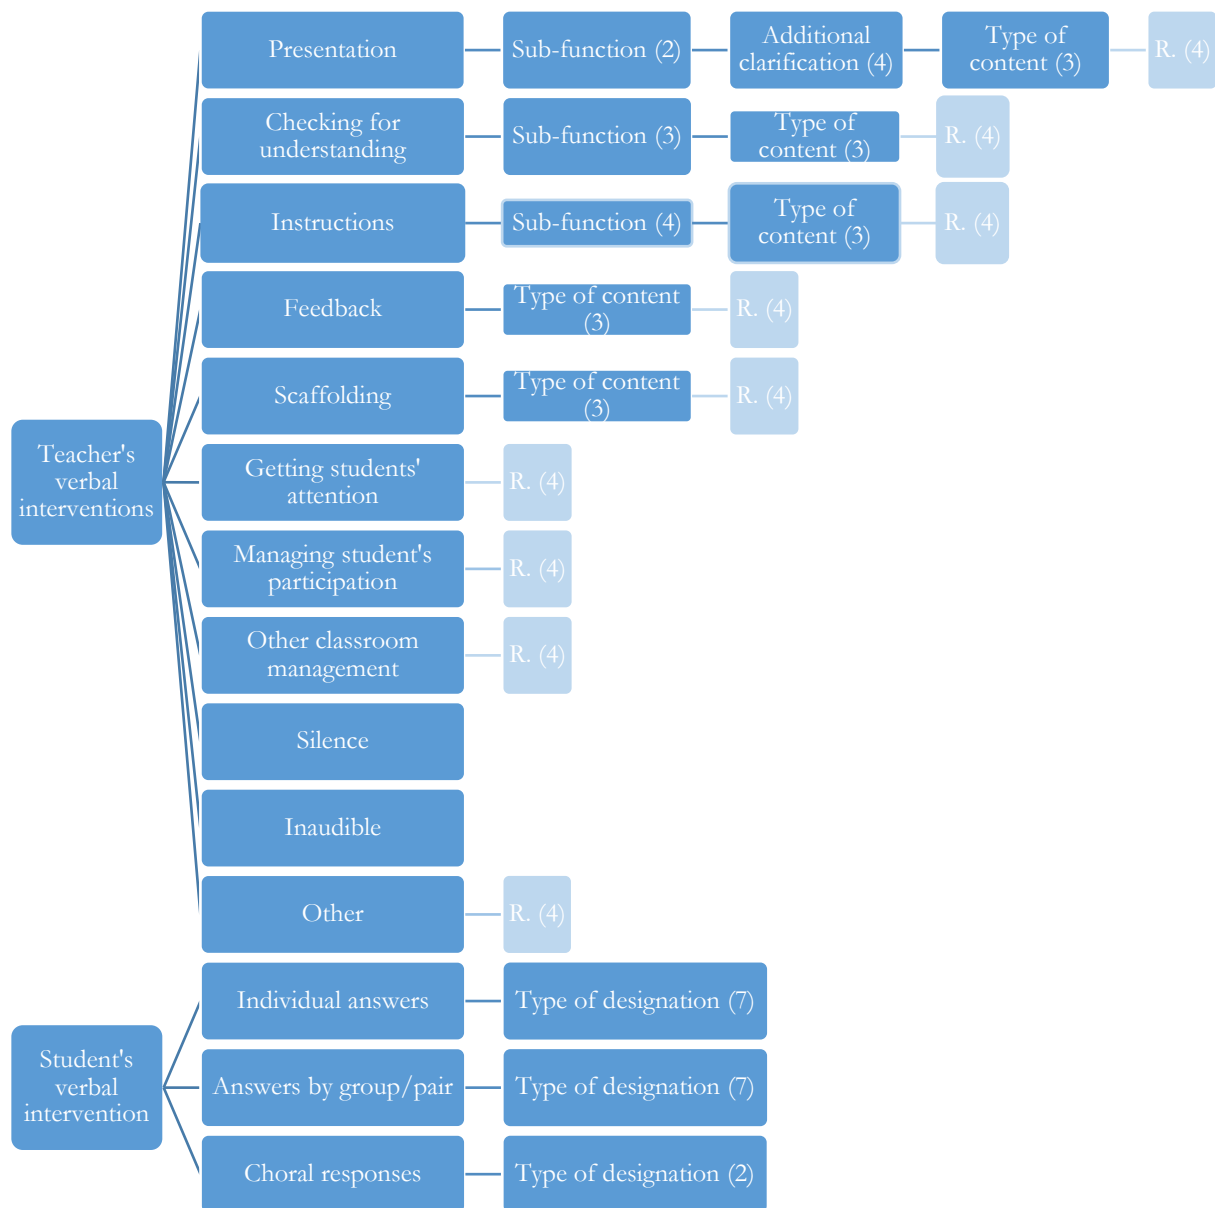 Presentation
Sub-function (2)
Additional
clarification (4)
Type of
content (3)
R. (4)
Checking for
understanding
Sub-function (3)
Type of
content (3)
R. (4)
Instructions
Sub-function (4)
Type of
content (3)
R. (4)
Feedback
Type of content
(3)
R. (4)
Scaffolding
Type of content
(3)
R. (4)
Teacher's
verbal
interventions
Getting students'
attention
R. (4)
Managing student's
participation
R. (4)
Other classroom
management
R. (4)
Silence
Inaudible
Other
R. (4)
Individual answers
Type of designation (7)
Student's
verbal
intervention
Answers by group/pair
Type of designation (7)
Choral responses
Type of designation (2)